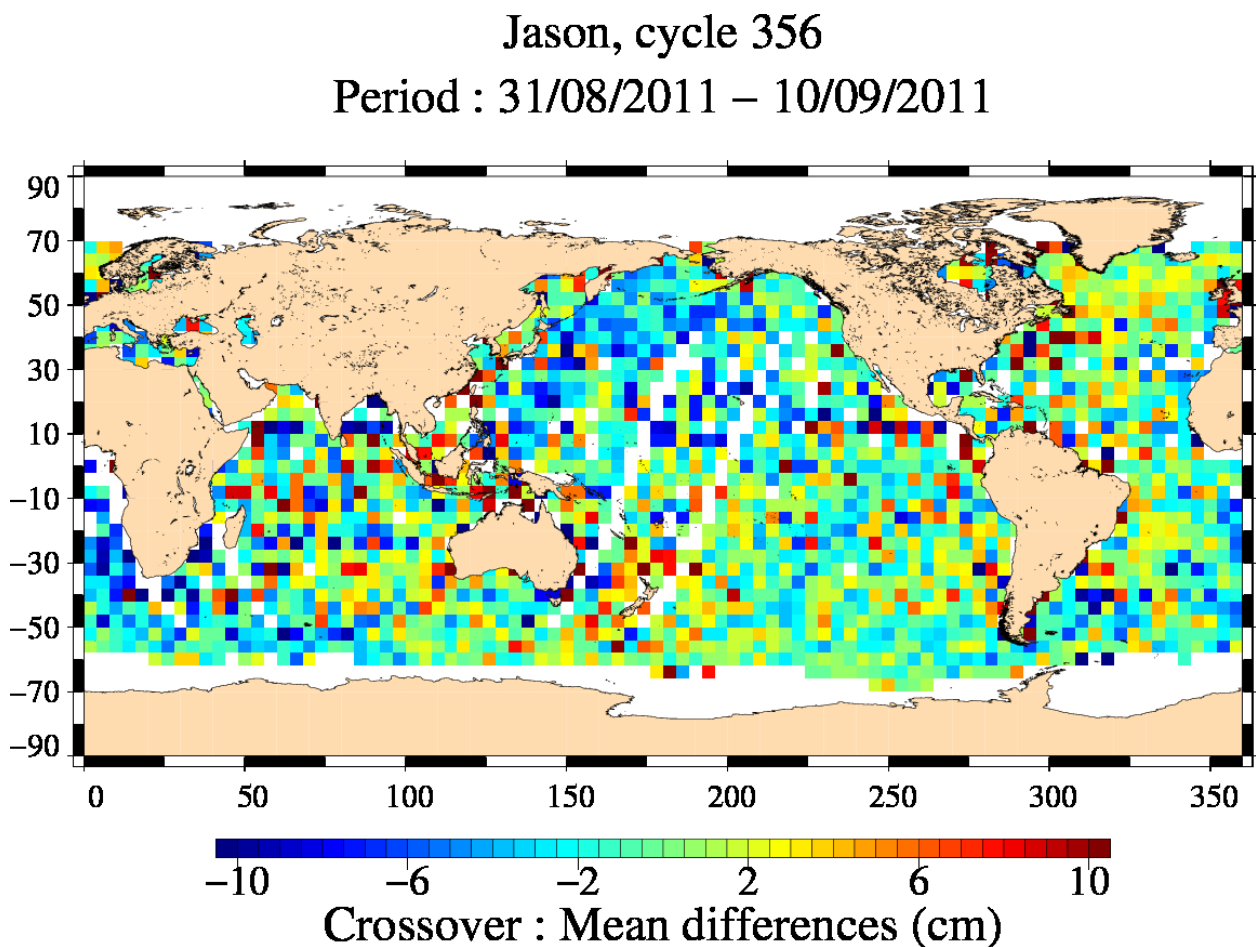 Jason, cycle 356
Period : 31/08/2011 – 10/09/2011
90
70
50
30
10
−10
−30
−50
−70
−90
0 50 100 150 200 250 300 350
−10 −6 −2 2 6 10
Crossover : Mean differences (cm)